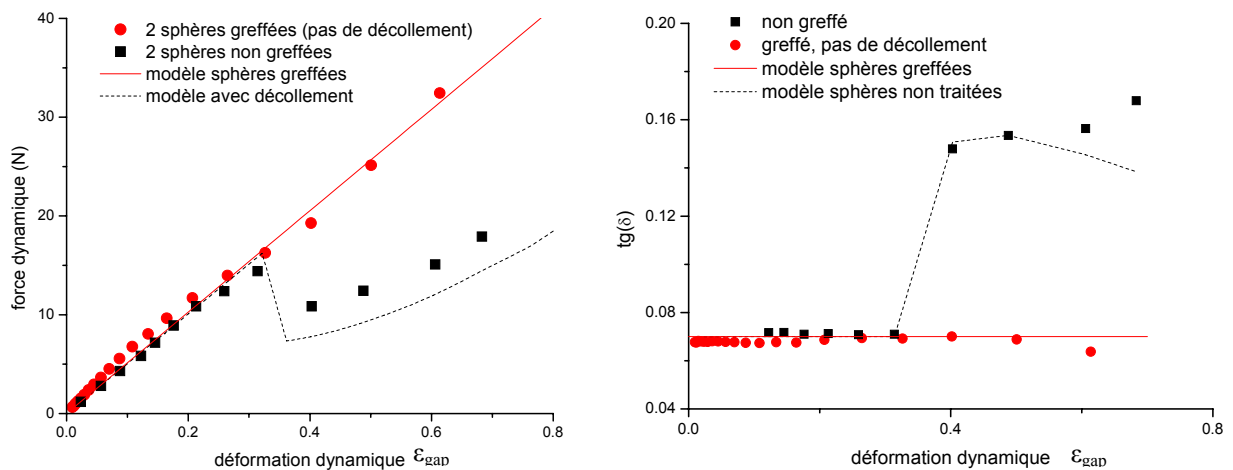 40
30
20
10
0
0.0
0.2
0.4
0.6
0.8
force dynamique (N)
déformation dynamique εgap
2 sphères greffées (pas de décollement)
2 sphères non greffées
modèle sphères greffées
modèle avec décollement
0.20
0.16
0.12
0.08
0.04
0.0
0.4
0.8
tg(δ)
déformation dynamique εgap
non greffé
greffé, pas de décollement
modèle sphères greffées
modèle sphères non traitées